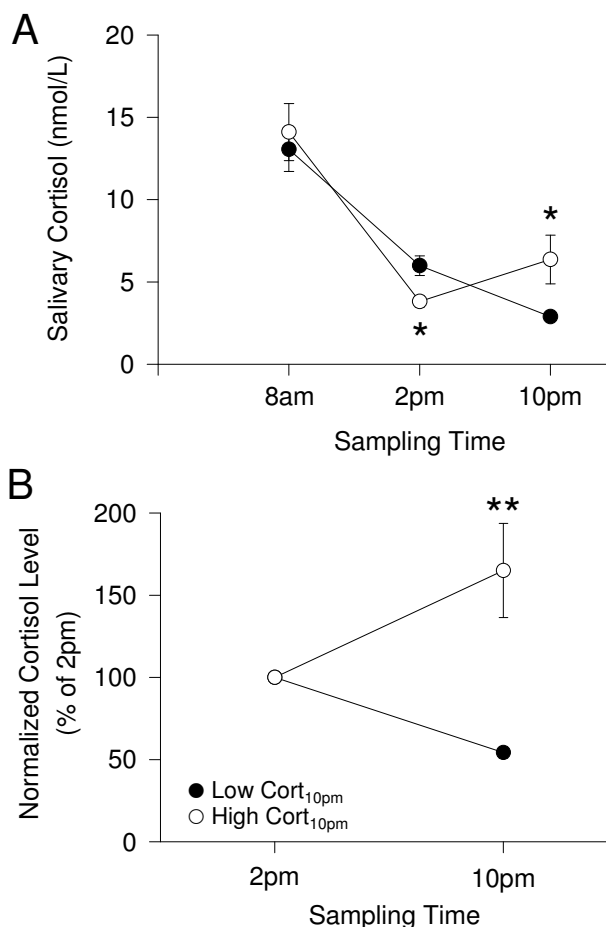 A
Salivary Cortisol (nmol/L)
20
15
10
5
0
*
*
8am
2pm
10pm
Sampling Time
B
Normalized Cortisol Level
(% of 2pm)
200
150
100
50
0
**
Low Cort10pm
High Cort10pm
2pm
10pm
Sampling Time